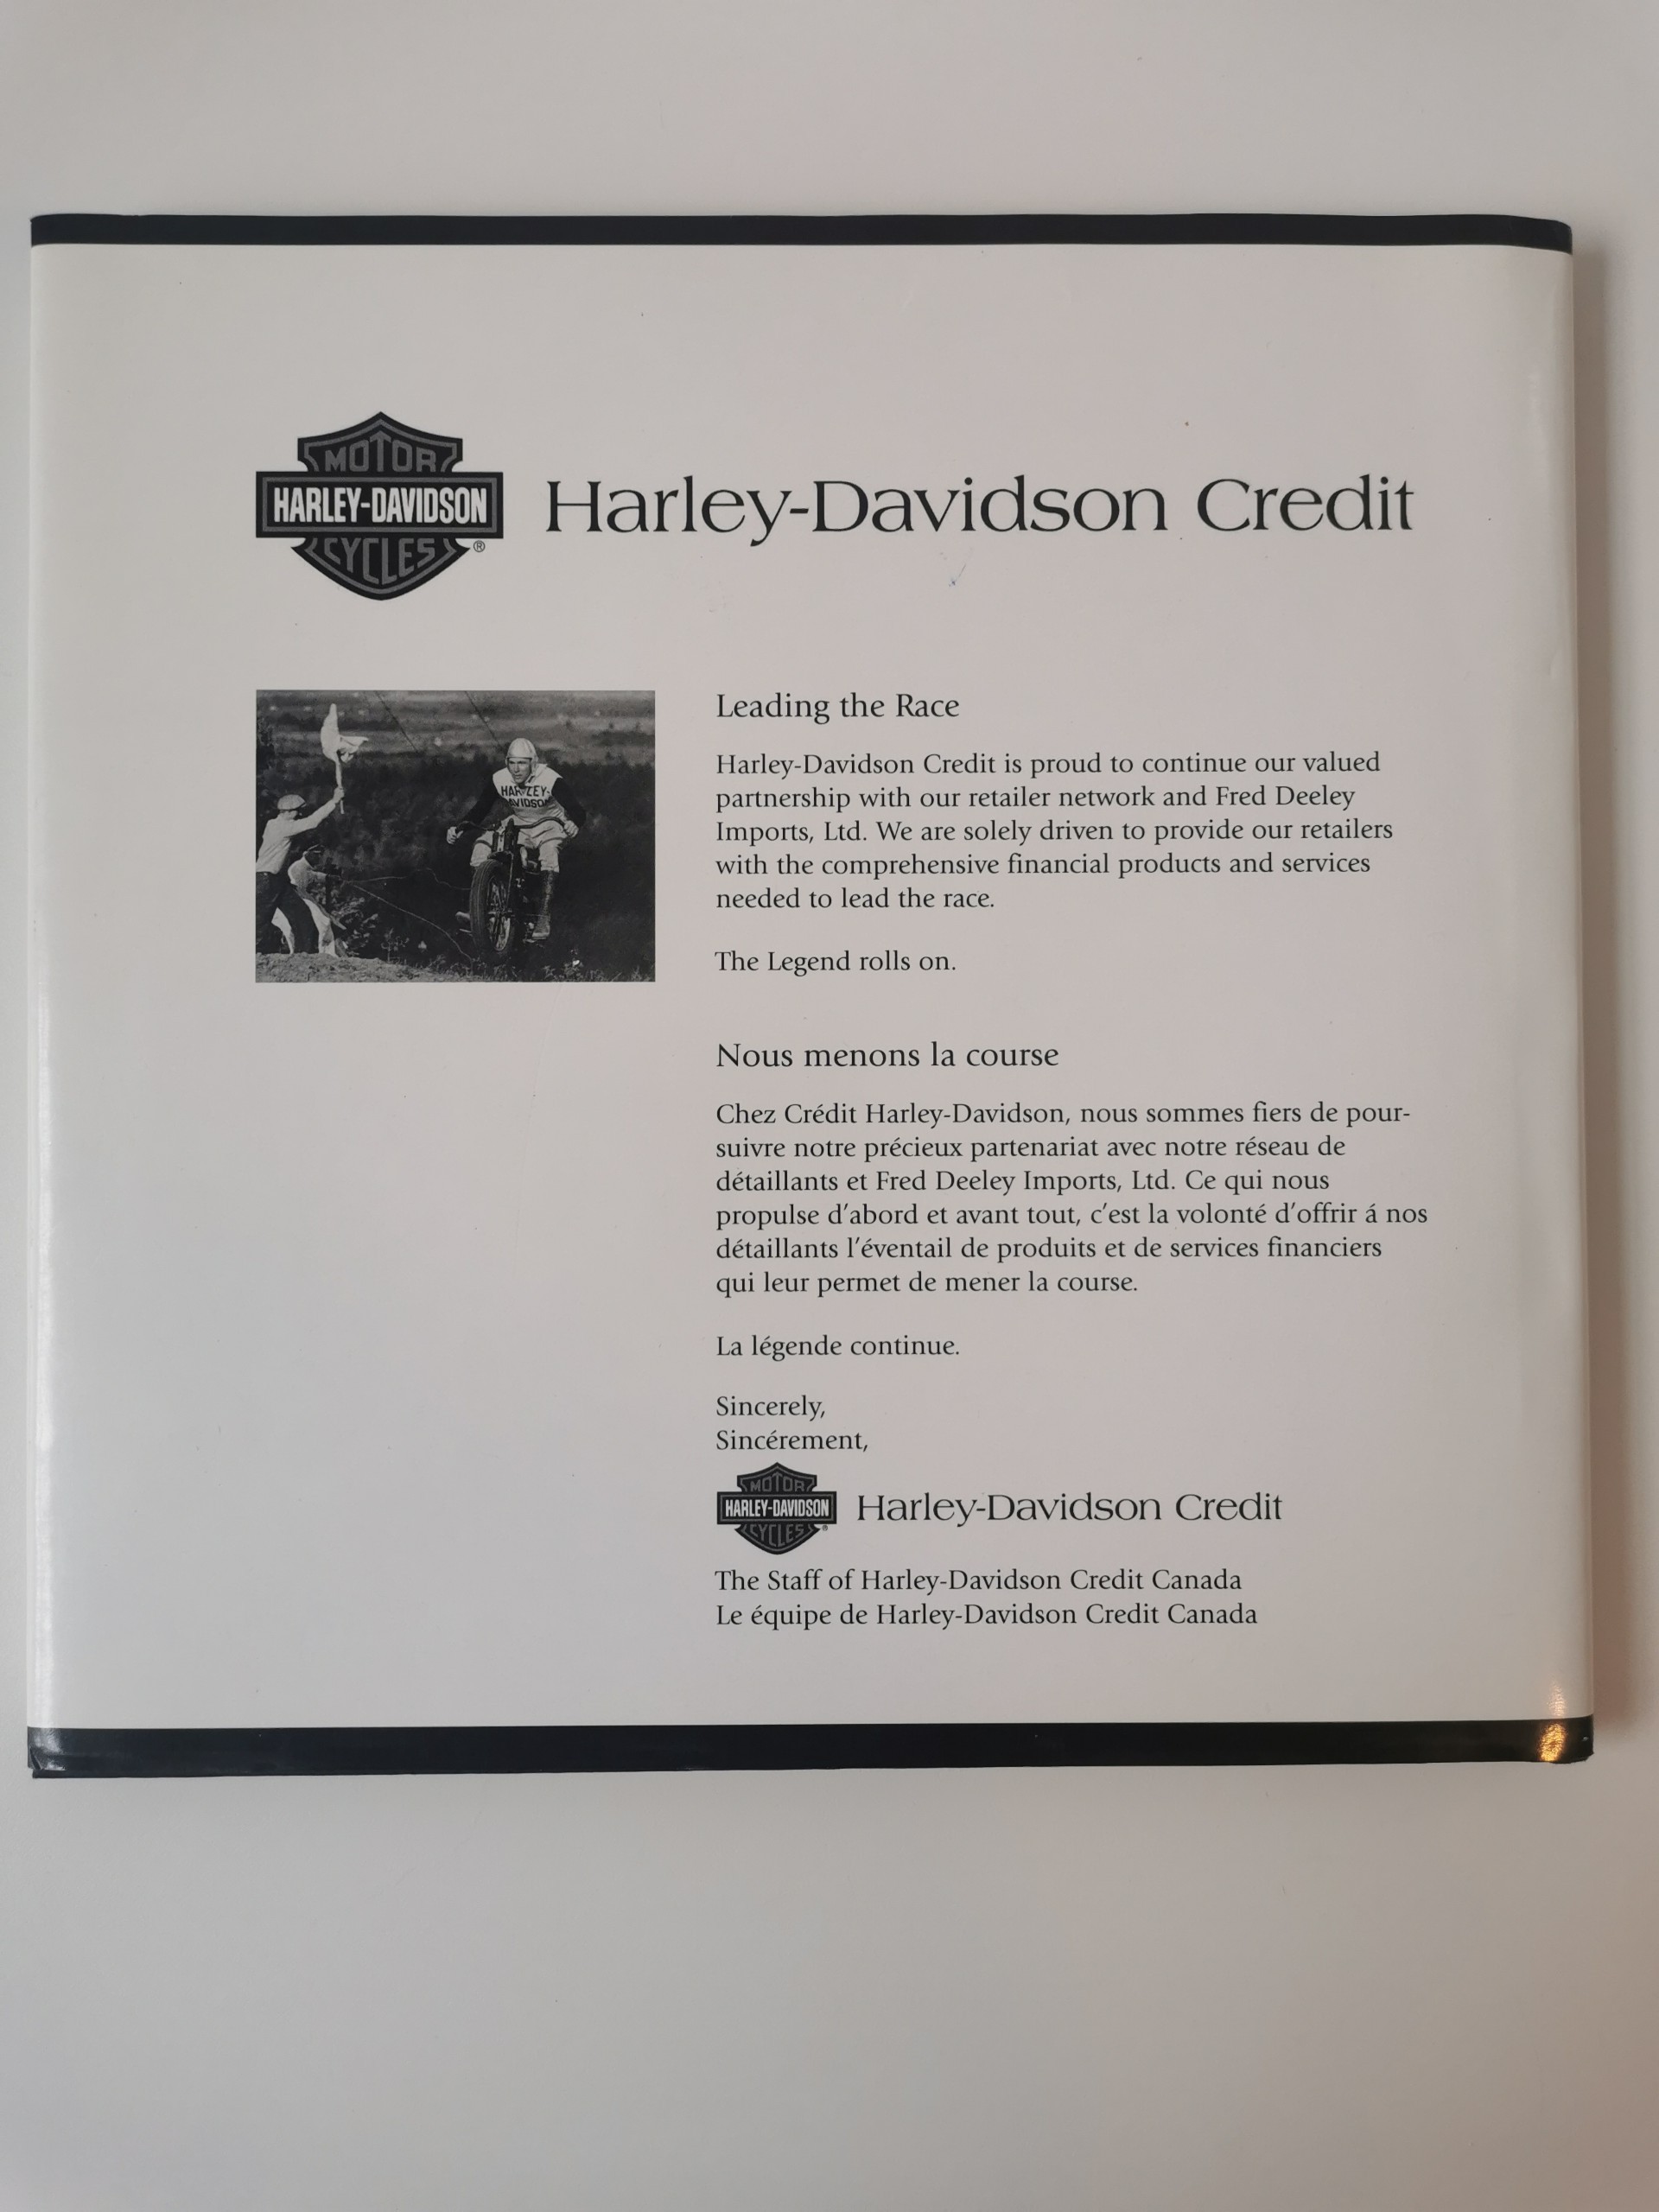 MOTOR
HARLEY-DAVIDSON
CYCLES
®
Harley-Davidson Credit
HARLEY-
DAVIDSON
Leading the Race
Harley-Davidson Credit is proud to continue our valued
partnership with our retailer network and Fred Deeley
Imports, Ltd. We are solely driven to provide our retailers
with the comprehensive financial products and services
needed to lead the race.
The Legend rolls on.
Nous menons la course
Chez Crédit Harley-Davidson, nous sommes fiers de pour-
suivre notre précieux partenariat avec notre réseau de
détaillants et Fred Deeley Imports, Ltd. Ce qui nous
propulse d'abord et avant tout, c'est la volonté d'offrir á nos
détaillants l'éventail de produits et de services financiers
qui leur permet de mener la course.
La légende continue.
Sincerely,
Sincérement,
MOTOR
HARLEY-DAVIDSON
CYCLES
®
Harley-Davidson Credit
The Staff of Harley-Davidson Credit Canada
Le équipe de Harley-Davidson Credit Canada